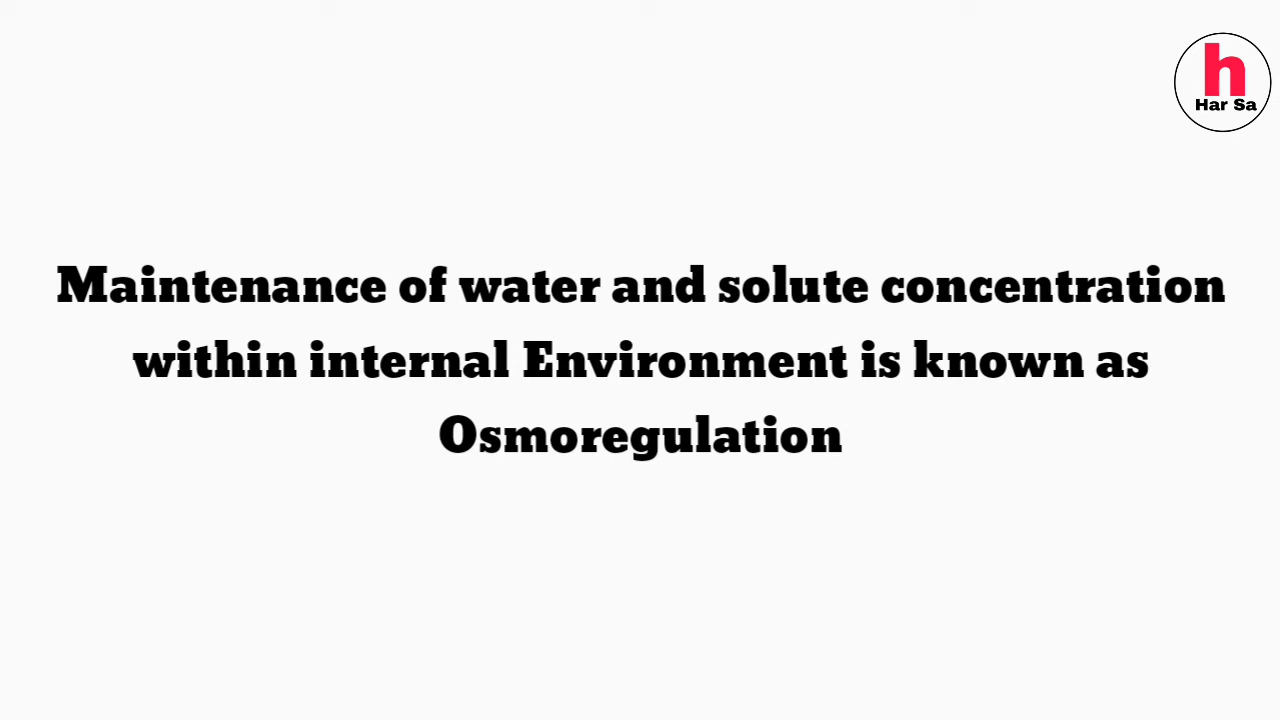 h
Har Sa
Maintenance of water and solute concentration
within internal Environment is known as
Osmoregulation